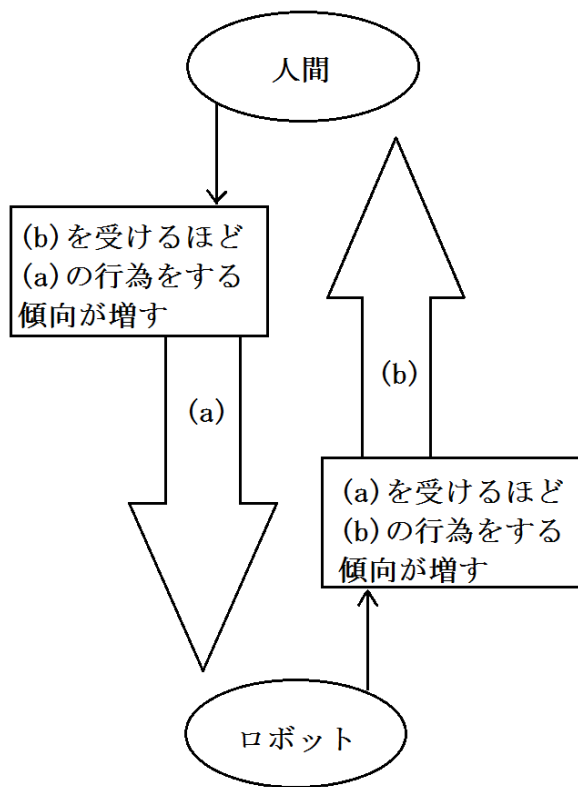 人間
(b)を受けるほど
(a)の行為をする
傾向が増す
(a)
(b)
(a)を受けるほど
(b)の行為をする
傾向が増す
ロボット